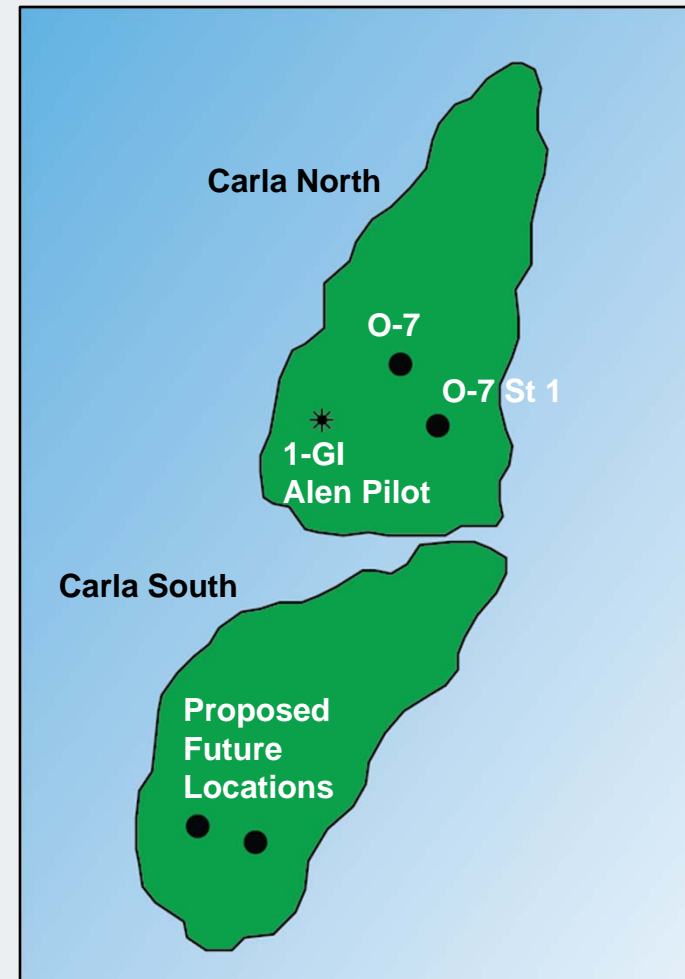 Carla North
O-7
O-7 St 1
1-GI
Alen Pilot
Carla South
Proposed
Future
Locations